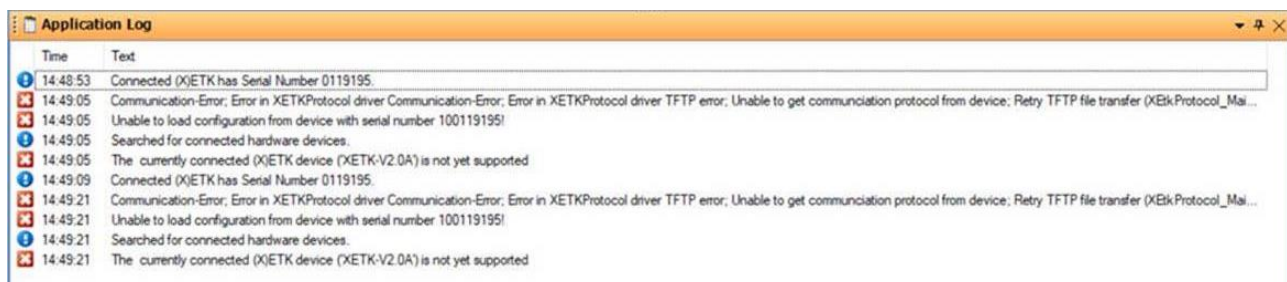 Application Log
Time Text
14:48:53 Connected (X)ETK has Serial Number 0119195.
14:49:05 Communication-Error; Error in XETKProtocol driver Communication-Error; Error in XETKProtocol driver TFTP error; Unable to get communciation protocol from device; Retry TFTP file transfer (XEtkProtocol_Mai...
14:49:05 Unable to load configuration from device with serial number 100119195!
14:49:05 Searched for connected hardware devices.
14:49:05 The currently connected (X)ETK device ('XETK-V2.0A') is not yet supported
14:49:09 Connected (X)ETK has Serial Number 0119195.
14:49:21 Communication-Error; Error in XETKProtocol driver Communication-Error; Error in XETKProtocol driver TFTP error; Unable to get communciation protocol from device; Retry TFTP file transfer (XEtkProtocol_Mai...
14:49:21 Unable to load configuration from device with serial number 100119195!
14:49:21 Searched for connected hardware devices.
14:49:21 The currently connected (X)ETK device ('XETK-V2.0A') is not yet supported